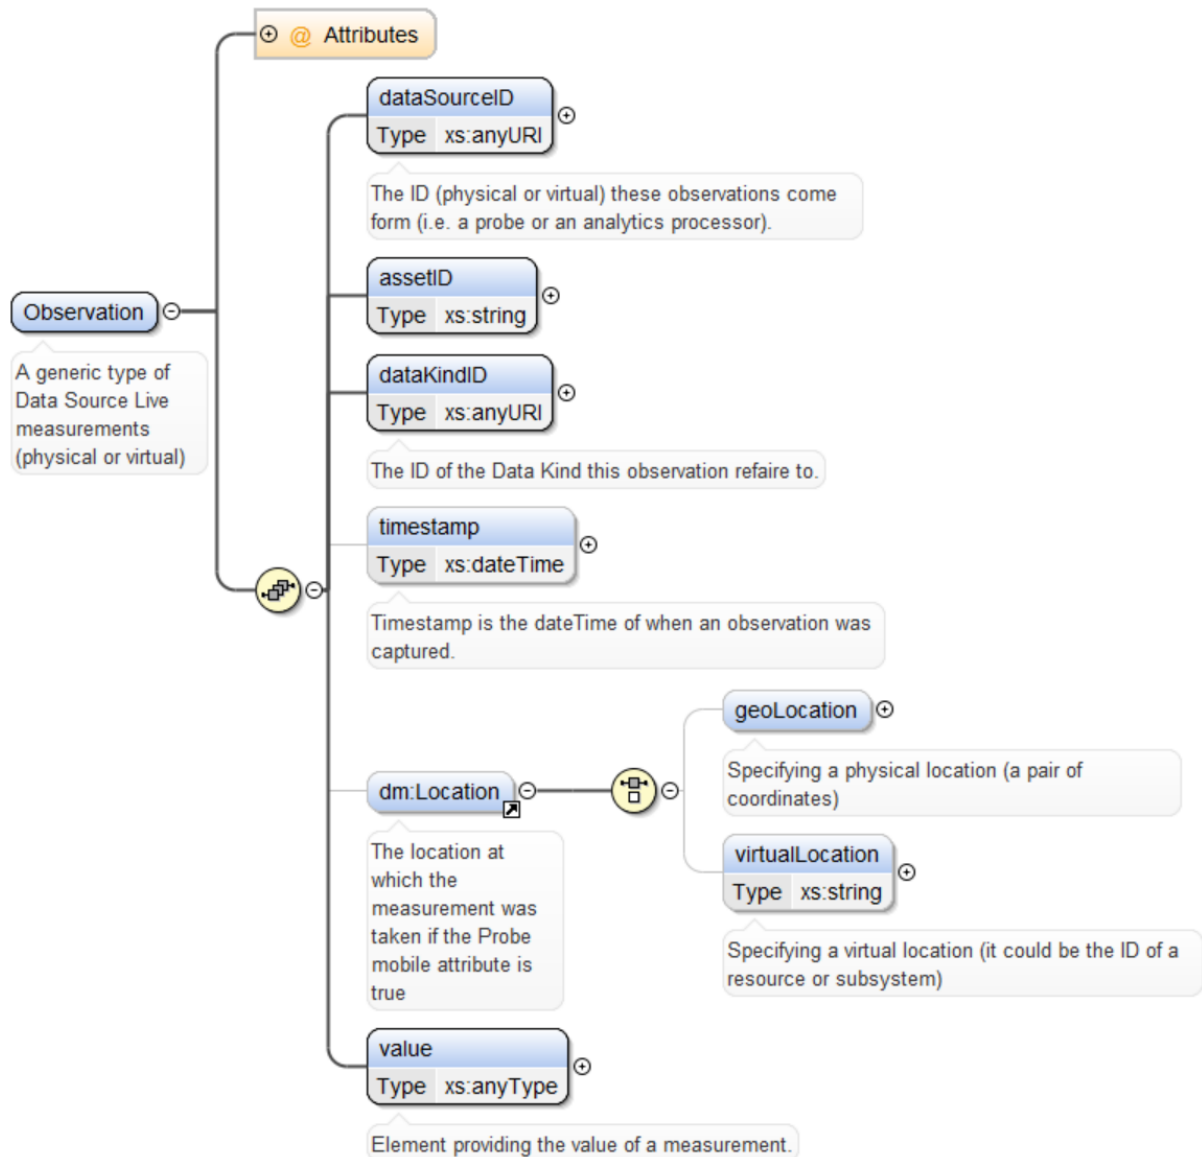 @ Attributes
dataSourceID
Type xs:anyURI
The ID (physical or virtual) these observations come
form (i.e. a probe or an analytics processor).
assetID
Type xs:string
Observation
A generic type of
Data Source Live
measurements
(physical or virtual)
dataKindID
Type xs:anyURI
The ID of the Data Kind this observation refaire to.
timestamp
Type xs:dateTime
Timestamp is the dateTime of when an observation was
captured.
dm:Location
The location at
which the
measurement was
taken if the Probe
mobile attribute is
true
geoLocation
Specifying a physical location (a pair of
coordinates)
virtualLocation
Type xs:string
Specifying a virtual location (it could be the ID of a
resource or subsystem)
value
Type xs:anyType
Element providing the value of a measurement.